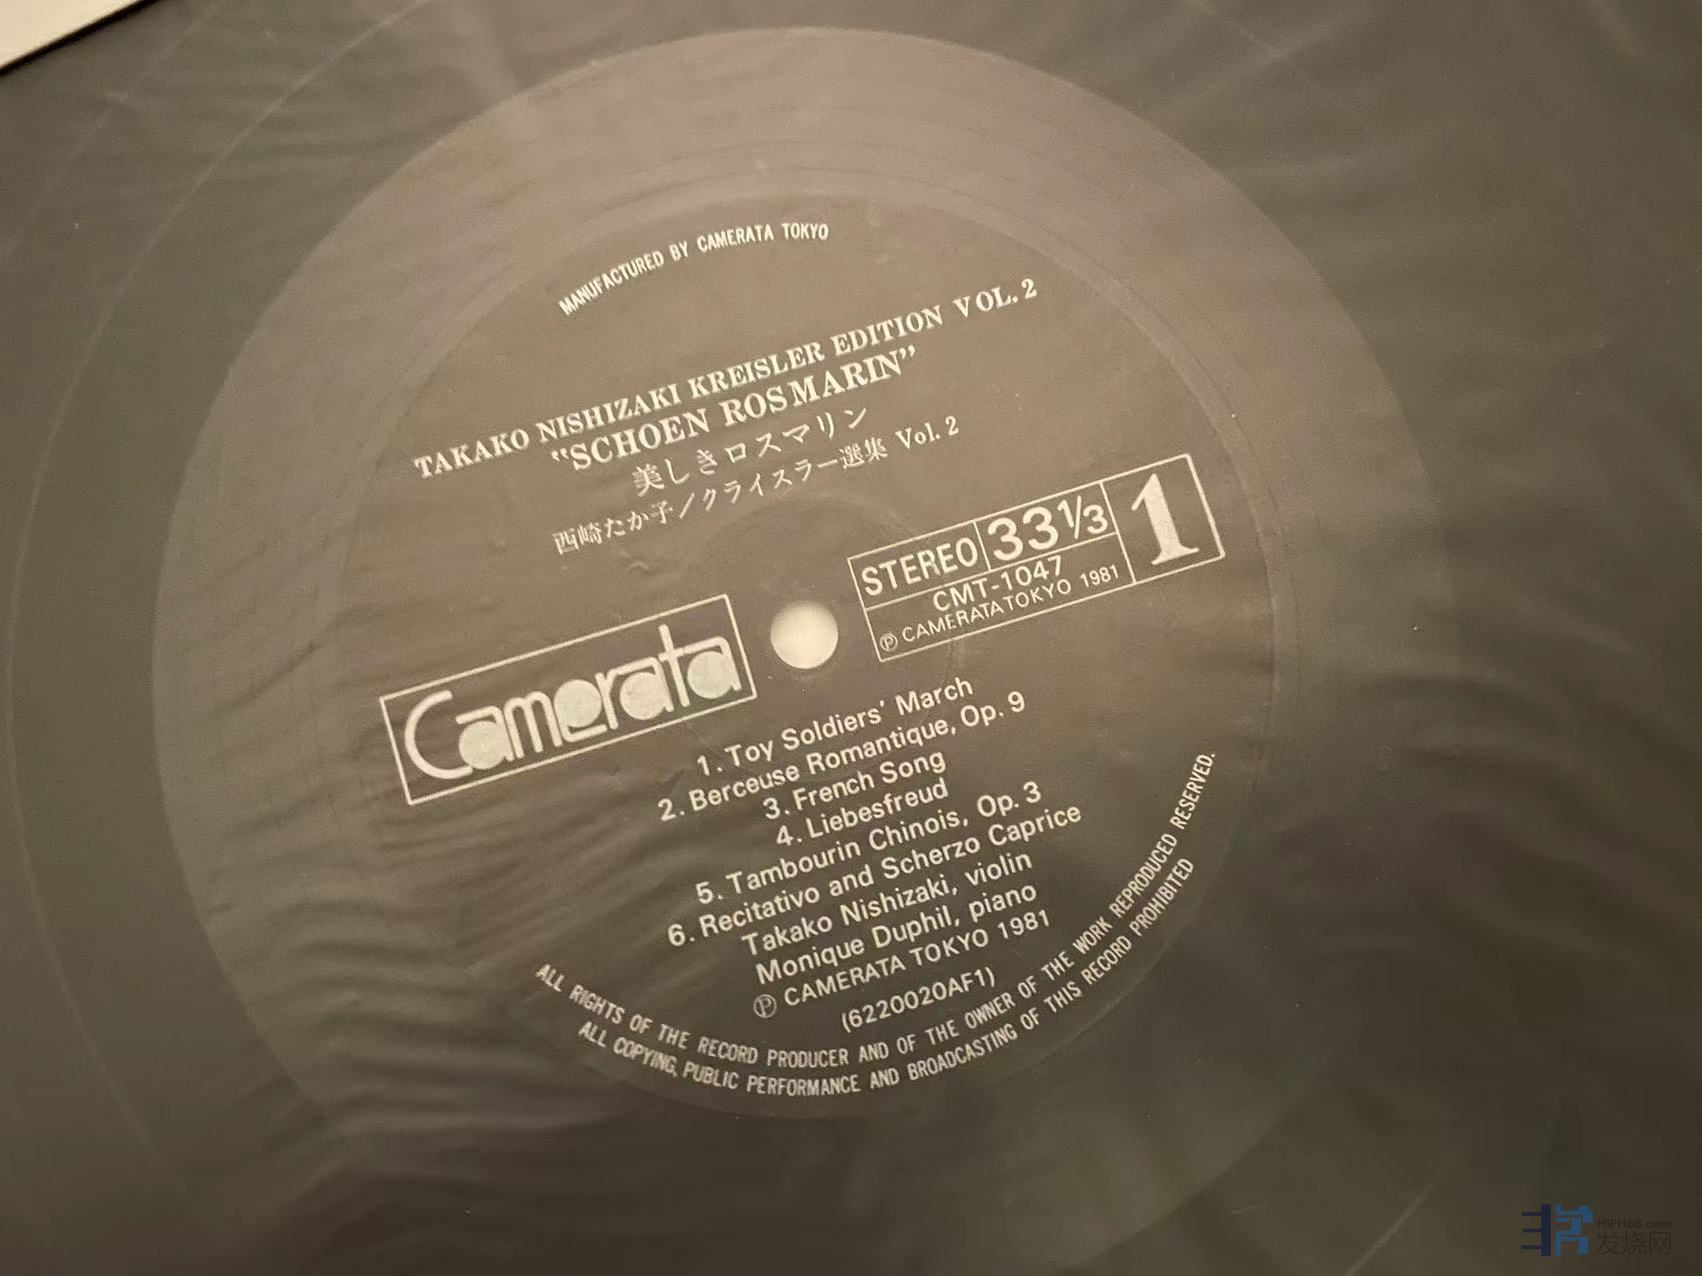 MANUFACTURED BY CAMERATA TOKYO
TAKAKO NISHIZAKI KREISLER EDITION VOL. 2
“SCHOEN ROSMARIN”
美しきロスマリン
西崎たか子／クライスラー選集 Vol. 2
STEREO 33⅓ 1
CMT-1047
Ⓟ CAMERATA TOKYO 1981
Camerata
1. Toy Soldiers' March
2. Berceuse Romantique, Op. 9
3. French Song
4. Liebesfreud
5. Tambourin Chinois, Op. 3
6. Recitativo and Scherzo Caprice
Takako Nishizaki, violin
Monique Duphil, piano
Ⓟ CAMERATA TOKYO 1981
(6220020AF1)
ALL RIGHTS OF THE RECORD PRODUCER AND OF THE OWNER OF THE WORK REPRODUCED RESERVED.
ALL COPYING, PUBLIC PERFORMANCE AND BROADCASTING OF THIS RECORD PROHIBITED
HIFI168.com
发烧网